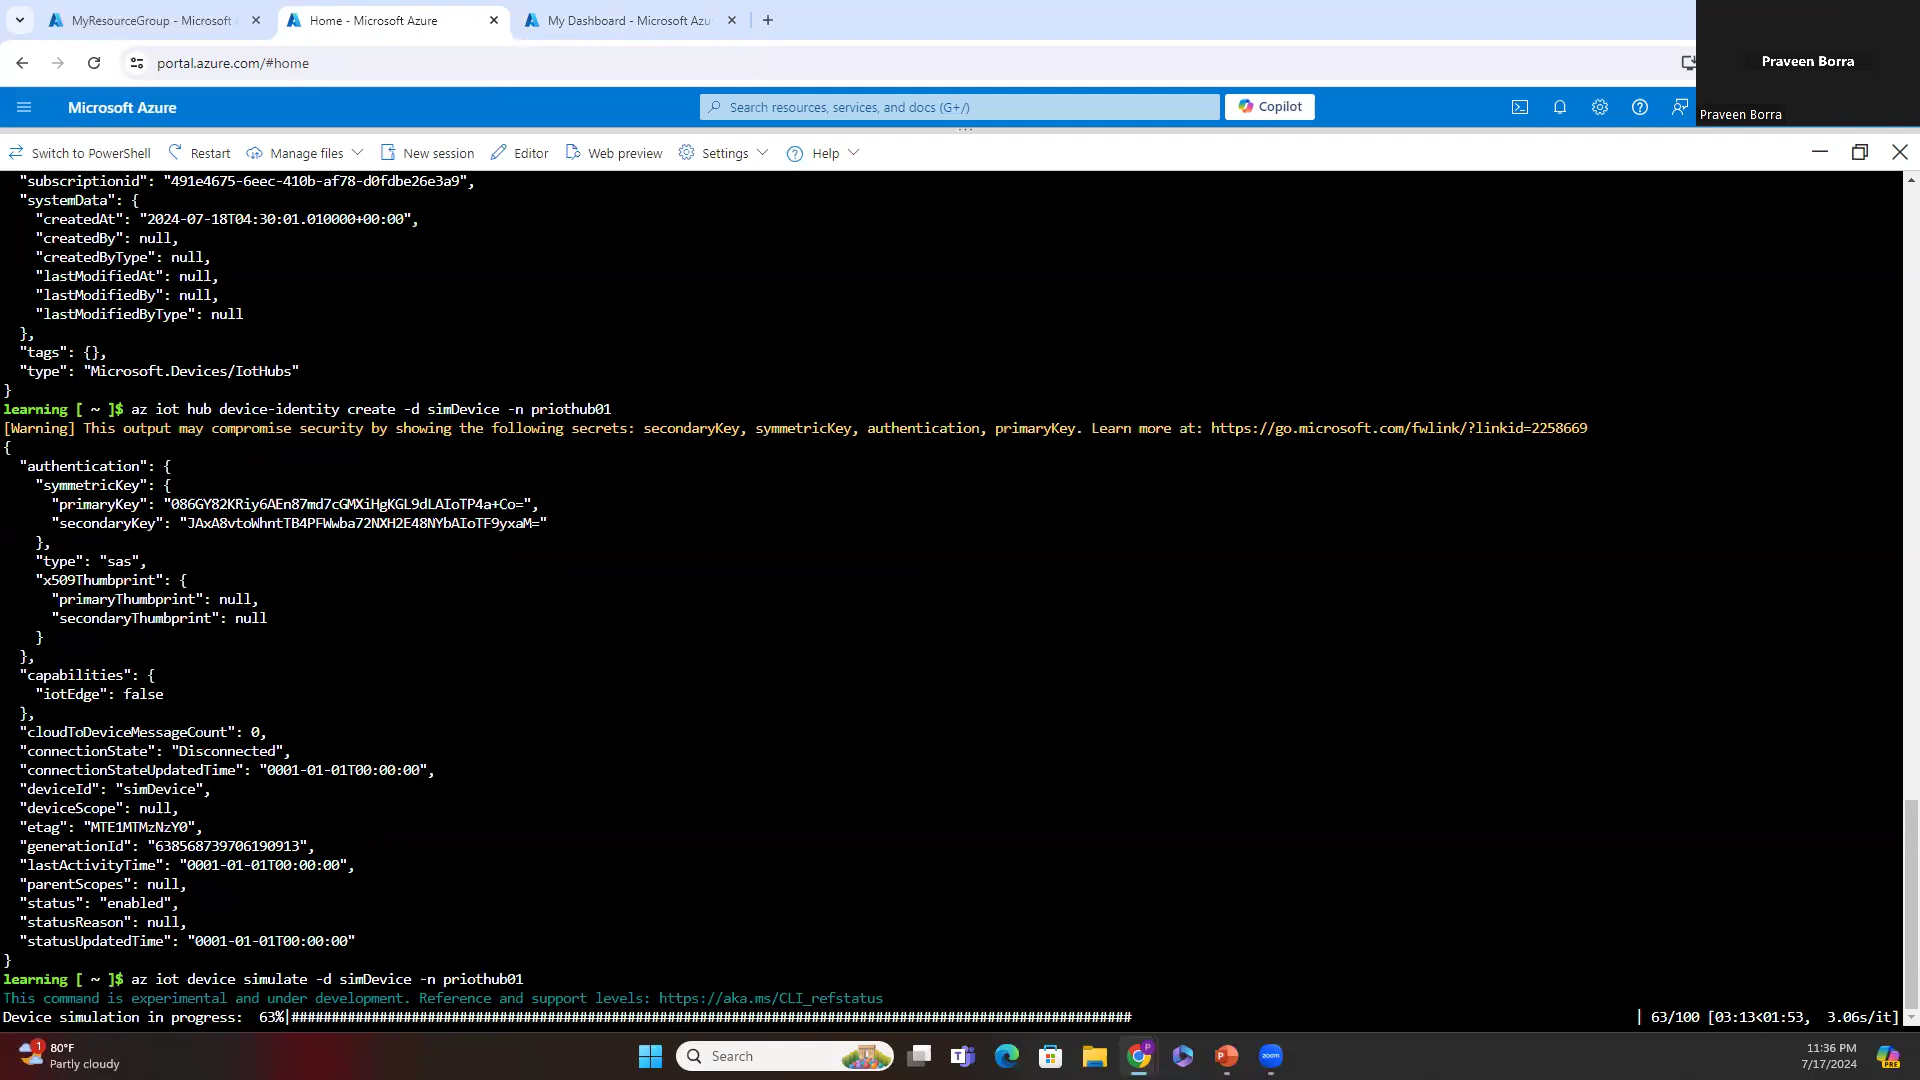 MyResourceGroup - Microsoft A
Home - Microsoft Azure
My Dashboard - Microsoft Azu
portal.azure.com/#home
Praveen Borra
Microsoft Azure
Search resources, services, and docs (G+/)
Copilot
Praveen Borra
Switch to PowerShell
Restart
Manage files
New session
Editor
Web preview
Settings
Help
"subscriptionid": "491e4675-6eec-410b-af78-d0fdbe26e3a9",
"systemData": {
"createdAt": "2024-07-18T04:30:01.010000+00:00",
"createdBy": null,
"createdByType": null,
"lastModifiedAt": null,
"lastModifiedBy": null,
"lastModifiedByType": null
},
"tags": {},
"type": "Microsoft.Devices/IotHubs"
}
learning [ ~ ]$ az iot hub device-identity create -d simDevice -n priothub01
[Warning] This output may compromise security by showing the following secrets: secondaryKey, symmetricKey, authentication, primaryKey. Learn more at: https://go.microsoft.com/fwlink/?linkid=2258669
{
"authentication": {
"symmetricKey": {
"primaryKey": "086GY82KRiy6AEn87md7cGMXiHgKGL9dLAIoTP4a+Co=",
"secondaryKey": "JAxA8vtoWhntTB4PFWwba72NXH2E48NYbAIoTF9yxaM="
},
"type": "sas",
"x509Thumbprint": {
"primaryThumbprint": null,
"secondaryThumbprint": null
}
},
"capabilities": {
"iotEdge": false
},
"cloudToDeviceMessageCount": 0,
"connectionState": "Disconnected",
"connectionStateUpdatedTime": "0001-01-01T00:00:00",
"deviceId": "simDevice",
"deviceScope": null,
"etag": "MTE1MTMzNzY0",
"generationId": "638568739706190913",
"lastActivityTime": "0001-01-01T00:00:00",
"parentScopes": null,
"status": "enabled",
"statusReason": null,
"statusUpdatedTime": "0001-01-01T00:00:00"
}
learning [ ~ ]$ az iot device simulate -d simDevice -n priothub01
This command is experimental and under development. Reference and support levels: https://aka.ms/CLI_refstatus
Device simulation in progress: 63%|######################################################################################################### | 63/100 [03:13<01:53, 3.06s/it]
1
80°F
Partly cloudy
Search
zoom
11:36 PM
7/17/2024
PRE